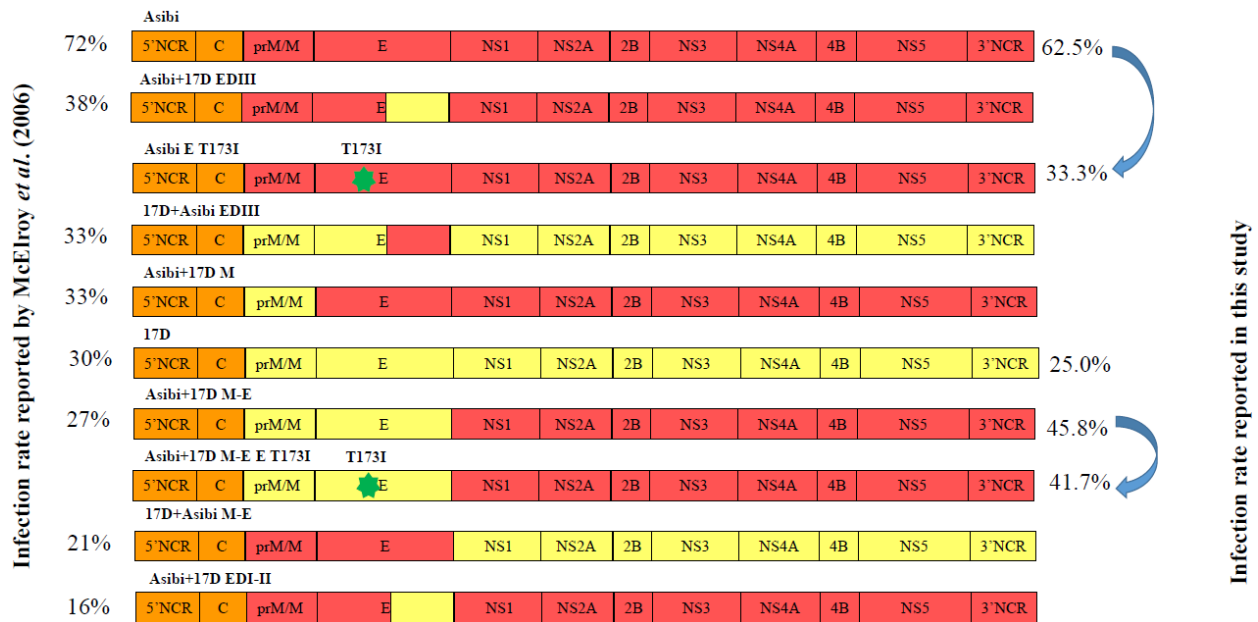 Infection rate reported by McElroy et al. (2006)
Asibi
72% 5'NCR C prM/M E NS1 NS2A 2B NS3 NS4A 4B NS5 3'NCR 62.5%
Asibi+17D EDIII
38% 5'NCR C prM/M E NS1 NS2A 2B NS3 NS4A 4B NS5 3'NCR
Asibi E T173I T173I
5'NCR C prM/M E NS1 NS2A 2B NS3 NS4A 4B NS5 3'NCR 33.3%
17D+Asibi EDIII
33% 5'NCR C prM/M E NS1 NS2A 2B NS3 NS4A 4B NS5 3'NCR
Asibi+17D M
33% 5'NCR C prM/M E NS1 NS2A 2B NS3 NS4A 4B NS5 3'NCR
17D
30% 5'NCR C prM/M E NS1 NS2A 2B NS3 NS4A 4B NS5 3'NCR 25.0%
Asibi+17D M-E
27% 5'NCR C prM/M E NS1 NS2A 2B NS3 NS4A 4B NS5 3'NCR 45.8%
Asibi+17D M-E E T173I T173I
5'NCR C prM/M E NS1 NS2A 2B NS3 NS4A 4B NS5 3'NCR 41.7%
17D+Asibi M-E
21% 5'NCR C prM/M E NS1 NS2A 2B NS3 NS4A 4B NS5 3'NCR
Asibi+17D EDI-II
16% 5'NCR C prM/M E NS1 NS2A 2B NS3 NS4A 4B NS5 3'NCR
Infection rate reported in this study